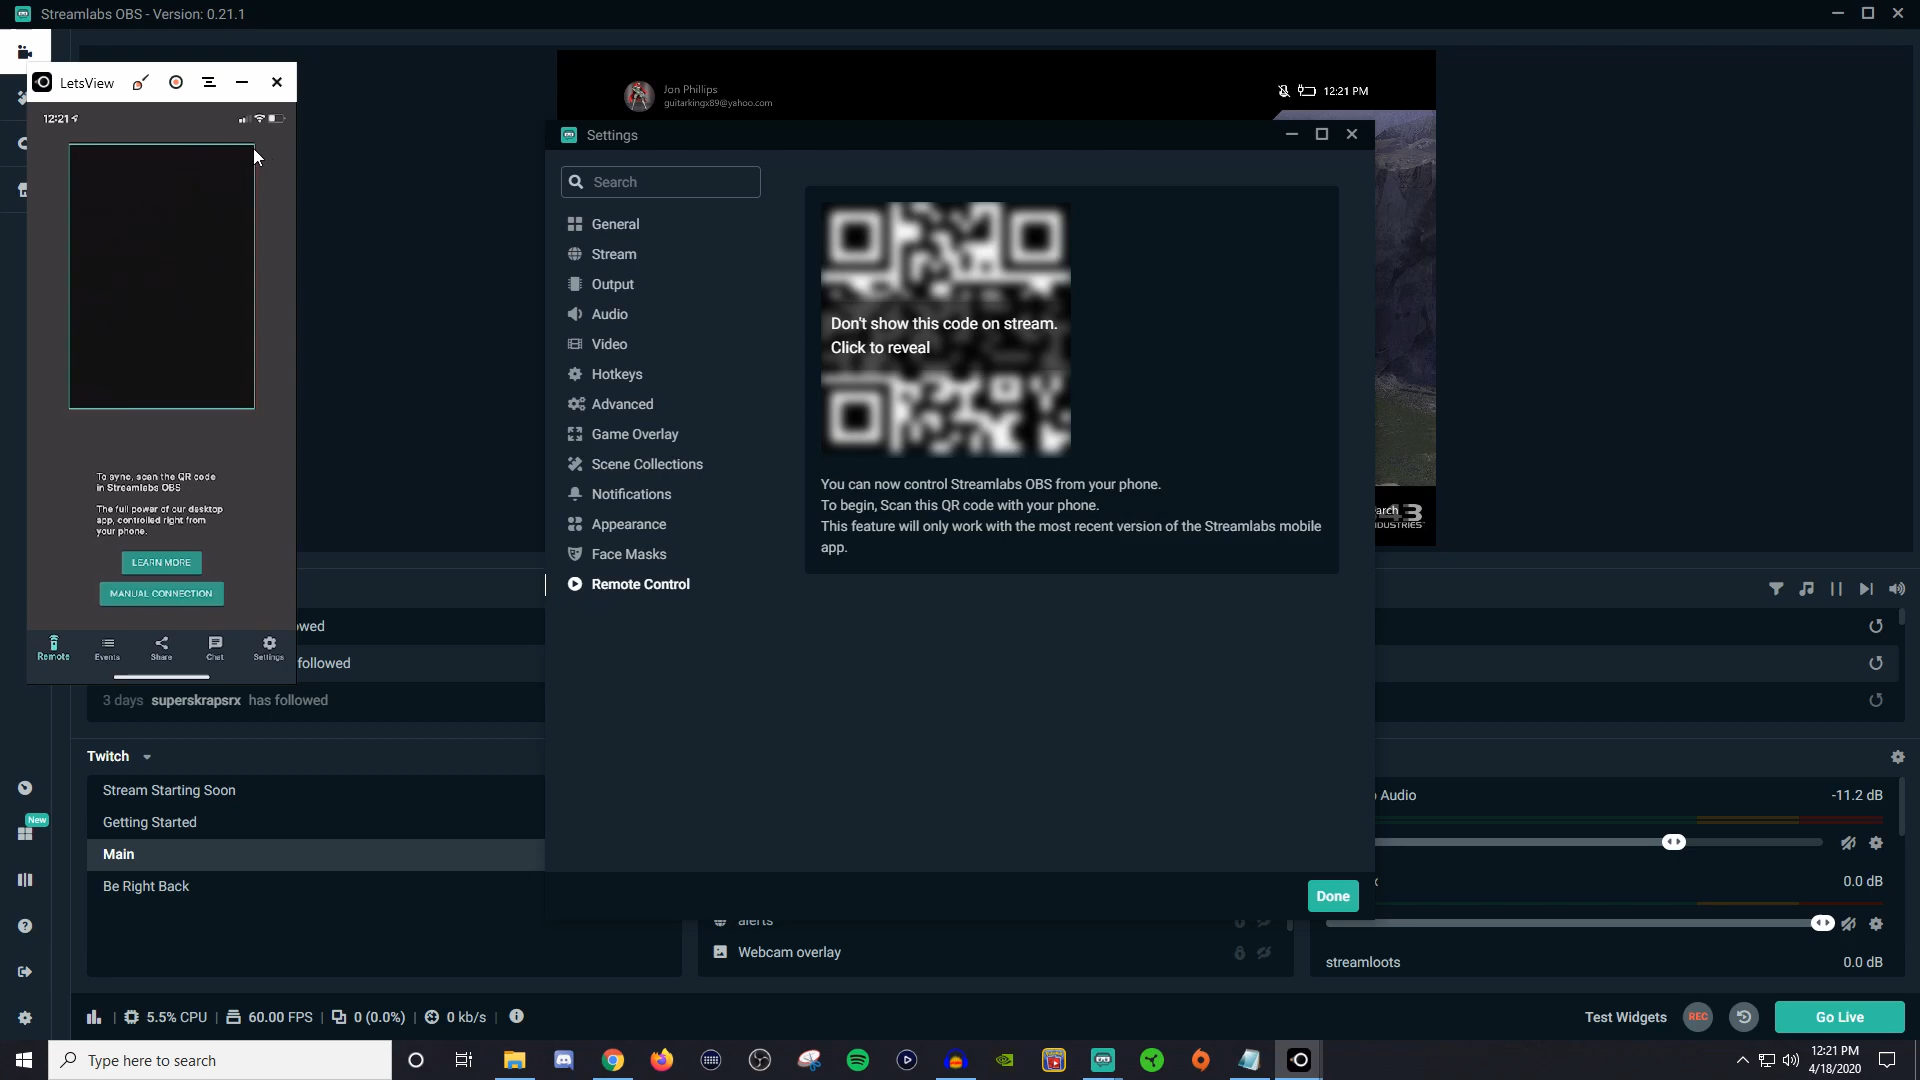 Streamlabs OBS - Version: 0.21.1
LetsView
12:21
To sync, scan the QR code
in Streamlabs OBS
The full power of our desktop
app, controlled right from
your phone.
LEARN MORE
MANUAL CONNECTION
Remote
Events
Share
Chat
Settings
Jon Phillips
guitarkingx89@yahoo.com
12:21 PM
Settings
Search
General
Stream
Output
Audio
Video
Hotkeys
Advanced
Game Overlay
Scene Collections
Notifications
Appearance
Face Masks
Remote Control
Don't show this code on stream.
Click to reveal
You can now control Streamlabs OBS from your phone.
To begin, Scan this QR code with your phone.
This feature will only work with the most recent version of the Streamlabs mobile
app.
Done
43
followed
3 days superskrapsrx has followed
Twitch
Stream Starting Soon
Getting Started
Main
Be Right Back
alerts
Webcam overlay
Audio
-11.2 dB
0.0 dB
streamloots
0.0 dB
5.5% CPU
60.00 FPS
0 (0.0%)
0 kb/s
Test Widgets
REC
Go Live
New
Type here to search
12:21 PM
4/18/2020